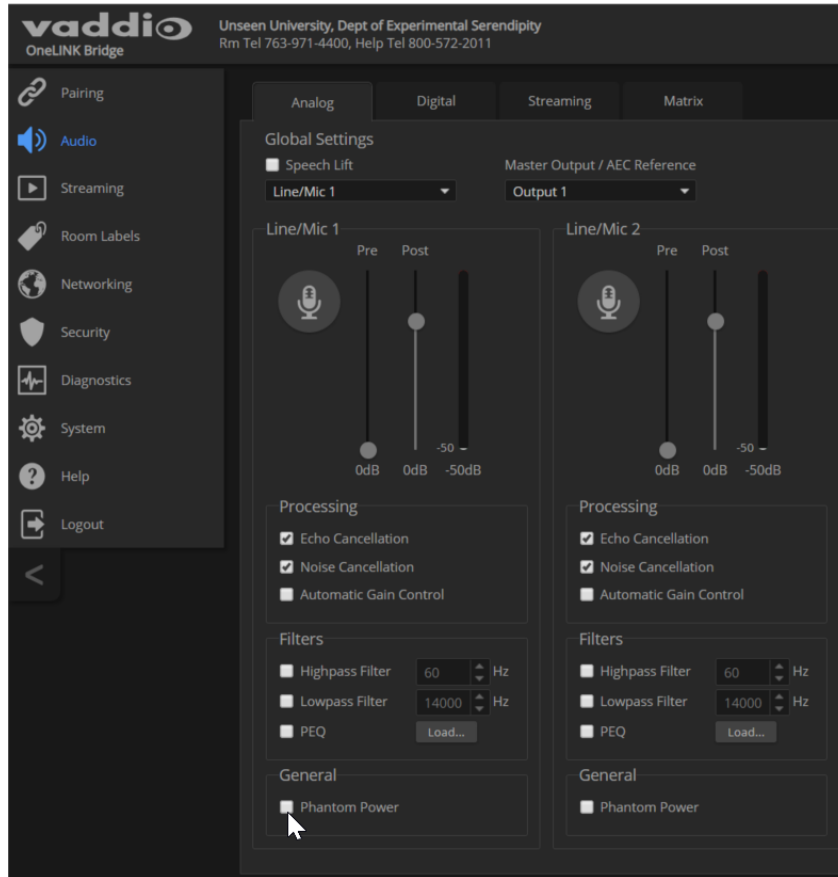 vaddio
OneLINK Bridge
Unseen University, Dept of Experimental Serendipity
Rm Tel 763-971-4400, Help Tel 800-572-2011
Pairing
Audio
Streaming
Room Labels
Networking
Security
Diagnostics
System
Help
Logout
<
Analog Digital Streaming Matrix
Global Settings
Speech Lift Master Output / AEC Reference
Line/Mic 1 Output 1
Line/Mic 1
Pre Post
-50
0dB 0dB -50dB
Processing
Echo Cancellation
Noise Cancellation
Automatic Gain Control
Filters
Highpass Filter 60 Hz
Lowpass Filter 14000 Hz
PEQ Load...
General
Phantom Power
Line/Mic 2
Pre Post
-50
0dB 0dB -50dB
Processing
Echo Cancellation
Noise Cancellation
Automatic Gain Control
Filters
Highpass Filter 60 Hz
Lowpass Filter 14000 Hz
PEQ Load...
General
Phantom Power